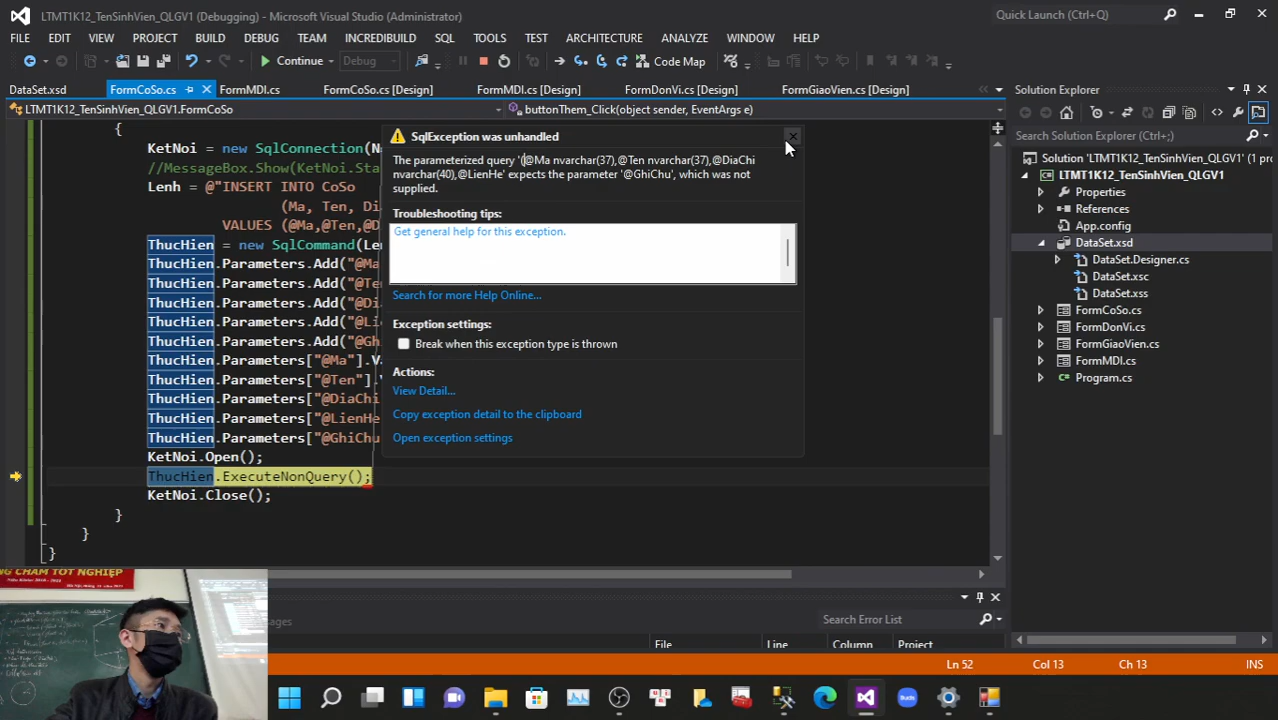 LTMT1K12_TenSinhVien_QLGV1 (Debugging) - Microsoft Visual Studio (Administrator)
Quick Launch (Ctrl+Q)
FILE EDIT VIEW PROJECT BUILD DEBUG TEAM INCREDIBUILD SQL TOOLS TEST ARCHITECTURE ANALYZE WINDOW HELP
Continue Debug Code Map
DataSet.xsd FormCoSo.cs FormMDI.cs FormCoSo.cs [Design] FormMDI.cs [Design] FormDonVi.cs [Design] FormGiaoVien.cs [Design]
LTMT1K12_TenSinhVien_QLGV1.FormCoSo buttonThem_Click(object sender, EventArgs e)
{
KetNoi = new SqlConnection(N
//MessageBox.Show(KetNoi.Sta
Lenh = @"INSERT INTO CoSo
(Ma, Ten, Di
VALUES (@Ma,@Ten,@D
ThucHien = new SqlCommand(Le
ThucHien.Parameters.Add("@Ma
ThucHien.Parameters.Add("@Te
ThucHien.Parameters.Add("@Di
ThucHien.Parameters.Add("@Li
ThucHien.Parameters.Add("@Gh
ThucHien.Parameters["@Ma"].V
ThucHien.Parameters["@Ten"].
ThucHien.Parameters["@DiaChi
ThucHien.Parameters["@LienHe
ThucHien.Parameters["@GhiChu
KetNoi.Open();
ThucHien.ExecuteNonQuery();
KetNoi.Close();
}
}
}
SqlException was unhandled
The parameterized query '(@Ma nvarchar(37),@Ten nvarchar(37),@DiaChi
nvarchar(40),@LienHe' expects the parameter '@GhiChu', which was not
supplied.
Troubleshooting tips:
Get general help for this exception.
Search for more Help Online...
Exception settings:
Break when this exception type is thrown
Actions:
View Detail...
Copy exception detail to the clipboard
Open exception settings
Solution Explorer
Search Solution Explorer (Ctrl+;)
Solution 'LTMT1K12_TenSinhVien_QLGV1' (1 proje
LTMT1K12_TenSinhVien_QLGV1
Properties
References
App.config
DataSet.xsd
DataSet.Designer.cs
DataSet.xsc
DataSet.xss
FormCoSo.cs
FormDonVi.cs
FormGiaoVien.cs
FormMDI.cs
Program.cs
Search Error List
File Line Column Project
Ln 52 Col 13 Ch 13 INS